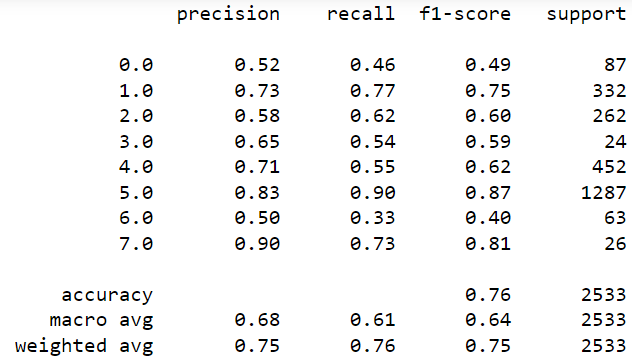 precision recall f1-score support
0.0 0.52 0.46 0.49 87
1.0 0.73 0.77 0.75 332
2.0 0.58 0.62 0.60 262
3.0 0.65 0.54 0.59 24
4.0 0.71 0.55 0.62 452
5.0 0.83 0.90 0.87 1287
6.0 0.50 0.33 0.40 63
7.0 0.90 0.73 0.81 26
accuracy 0.76 2533
macro avg 0.68 0.61 0.64 2533
weighted avg 0.75 0.76 0.75 2533